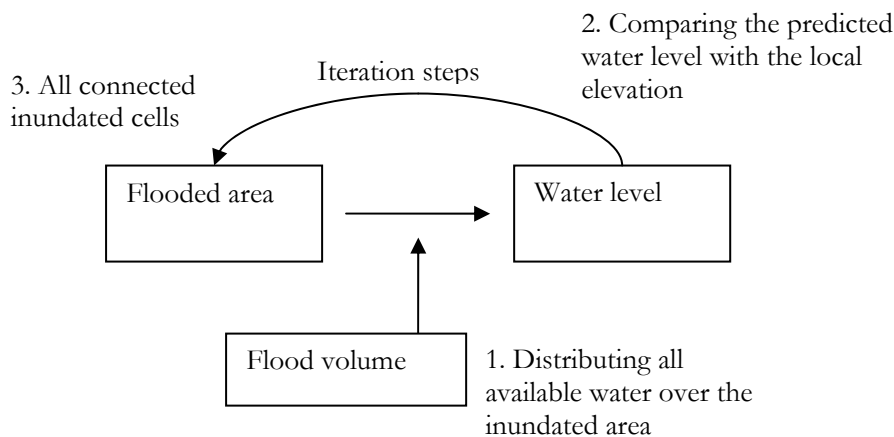 2. Comparing the predicted
water level with the local
elevation
Iteration steps
3. All connected
inundated cells
Flooded area
Water level
Flood volume
1. Distributing all
available water over the
inundated area